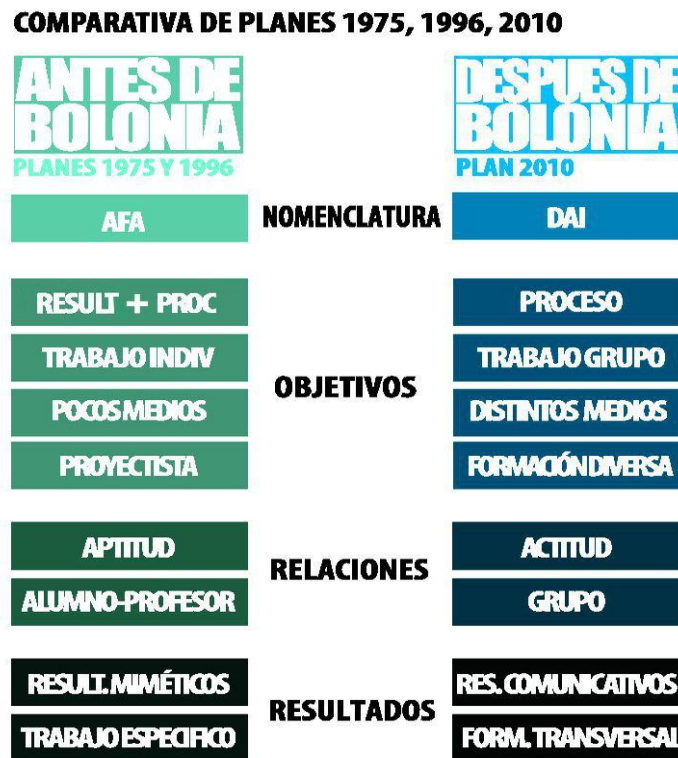 COMPARATIVA DE PLANES 1975, 1996, 2010
ANTES DE
BOLONIA
PLANES 1975 Y 1996
DESPUES DE
BOLONIA
PLAN 2010
AFA
NOMENCLATURA
DAI
RESULT + PROC
TRABAJO INDIV
POCOS MEDIOS
PROYECTISTA
OBJETIVOS
PROCESO
TRABAJO GRUPO
DISTINTOS MEDIOS
FORMACIÓN DIVERSA
APTITUD
ALUMNO-PROFESOR
RELACIONES
ACTITUD
GRUPO
RESULT. MIMÉTICOS
TRABAJO ESPECIFICO
RESULTADOS
RES. COMUNICATIVOS
FORM. TRANSVERSAL